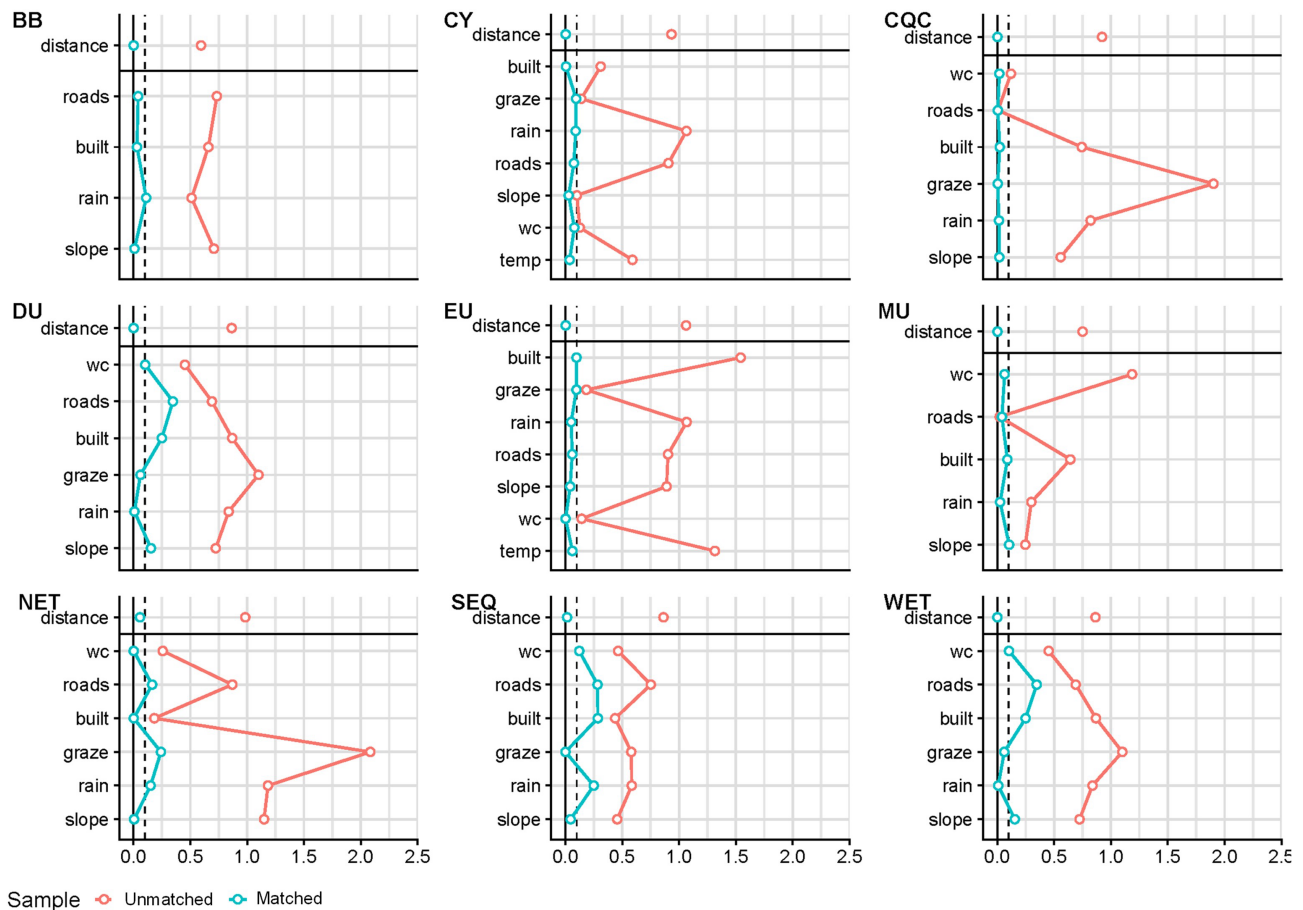 BB
distance
roads
built
rain
slope
CY
distance
built
graze
rain
roads
slope
wc
temp
CQC
distance
wc
roads
built
graze
rain
slope
DU
distance
wc
roads
built
graze
rain
slope
EU
distance
built
graze
rain
roads
slope
wc
temp
MU
distance
wc
roads
built
rain
slope
NET
distance
wc
roads
built
graze
rain
slope
0.0 0.5 1.0 1.5 2.0 2.5
SEQ
distance
wc
roads
built
graze
rain
slope
0.0 0.5 1.0 1.5 2.0 2.5
WET
distance
wc
roads
built
graze
rain
slope
0.0 0.5 1.0 1.5 2.0 2.5
Sample Unmatched Matched